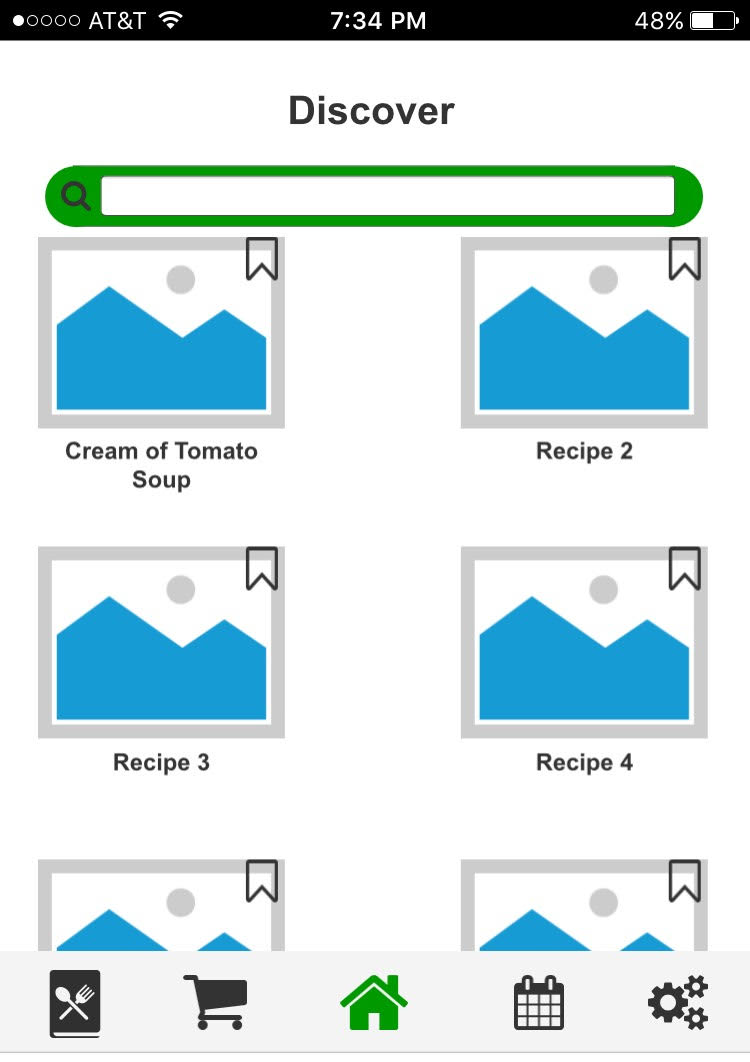 AT&T 7:34 PM 48%
Discover
Cream of Tomato
Soup
Recipe 2
Recipe 3
Recipe 4